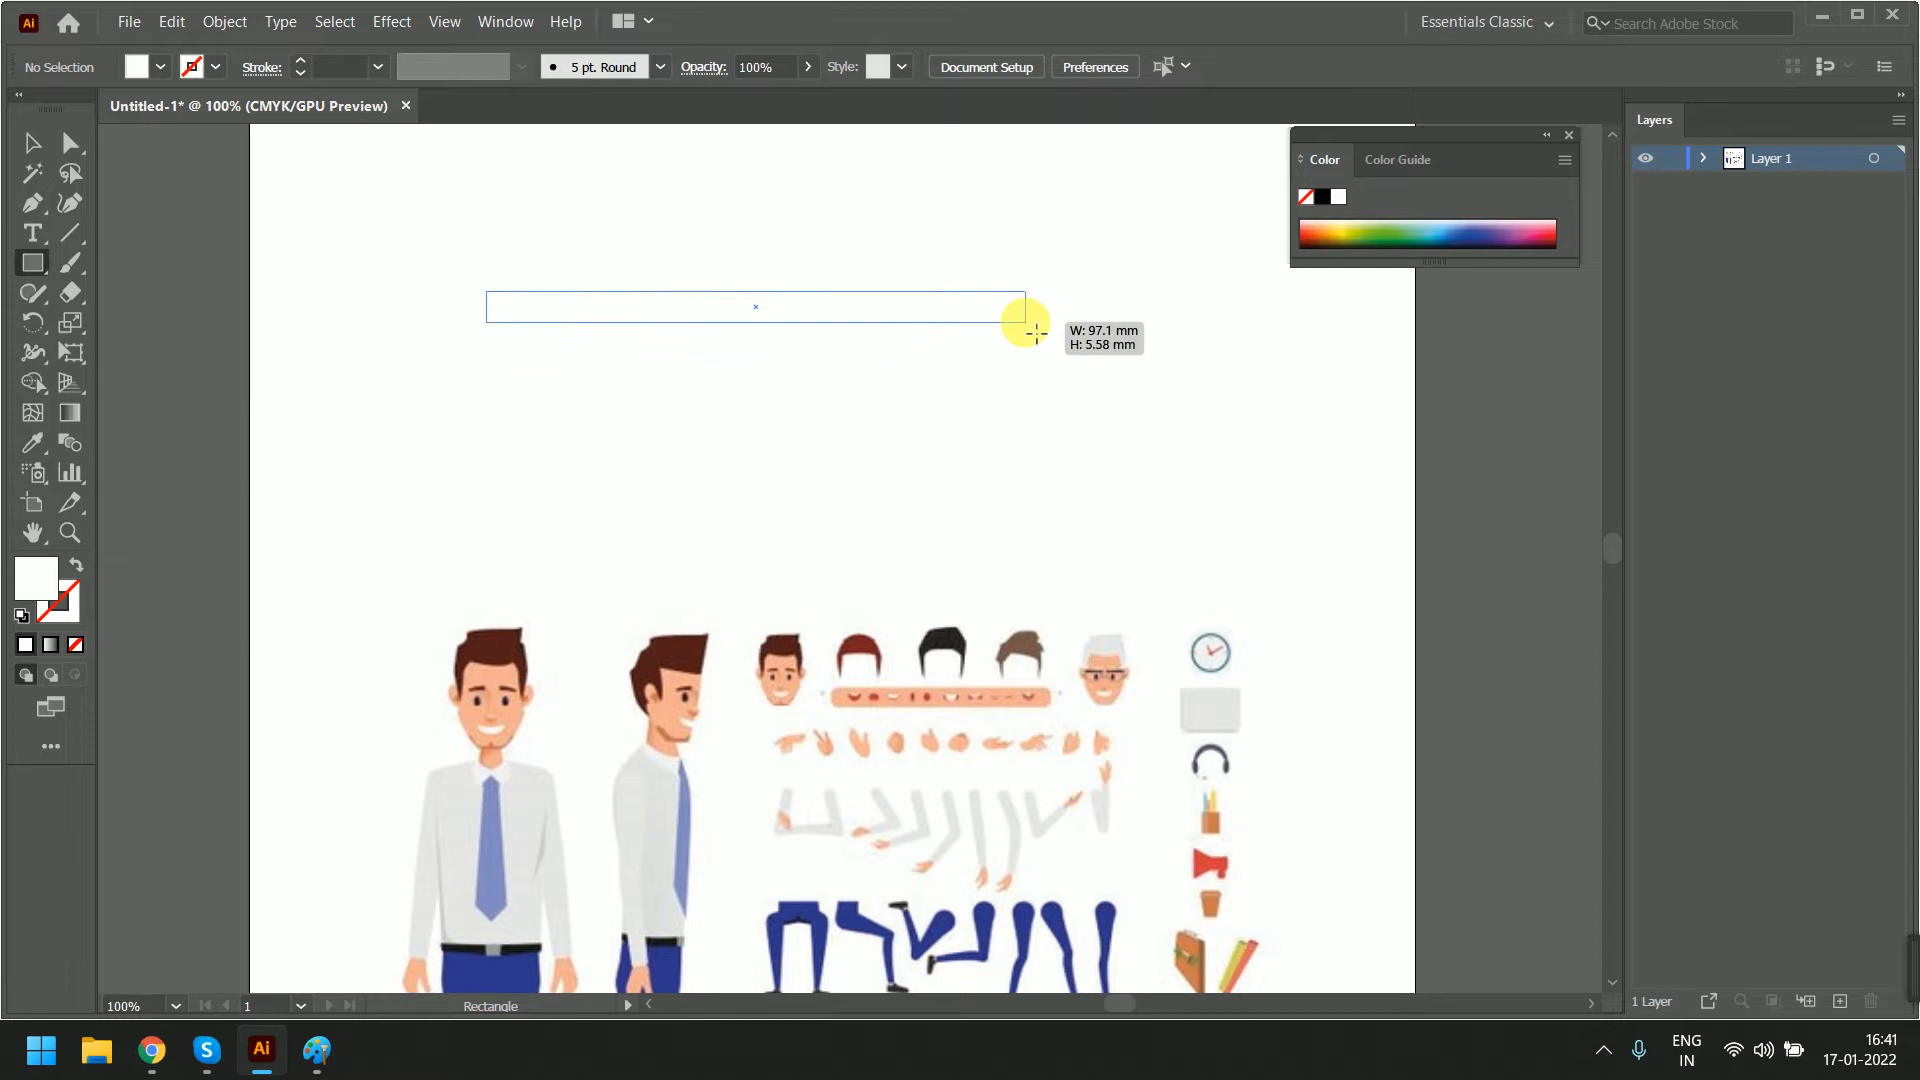 Ai File Edit Object Type Select Effect View Window Help Essentials Classic Search Adobe Stock
No Selection Stroke: 5 pt. Round Opacity: 100% Style: Document Setup Preferences
Untitled-1* @ 100% (CMYK/GPU Preview)
Layers
Color Color Guide
Layer 1
W: 97.1 mm
H: 5.58 mm
100% 1 Rectangle 1 Layer
Ai
ENG
IN
16:41
17-01-2022